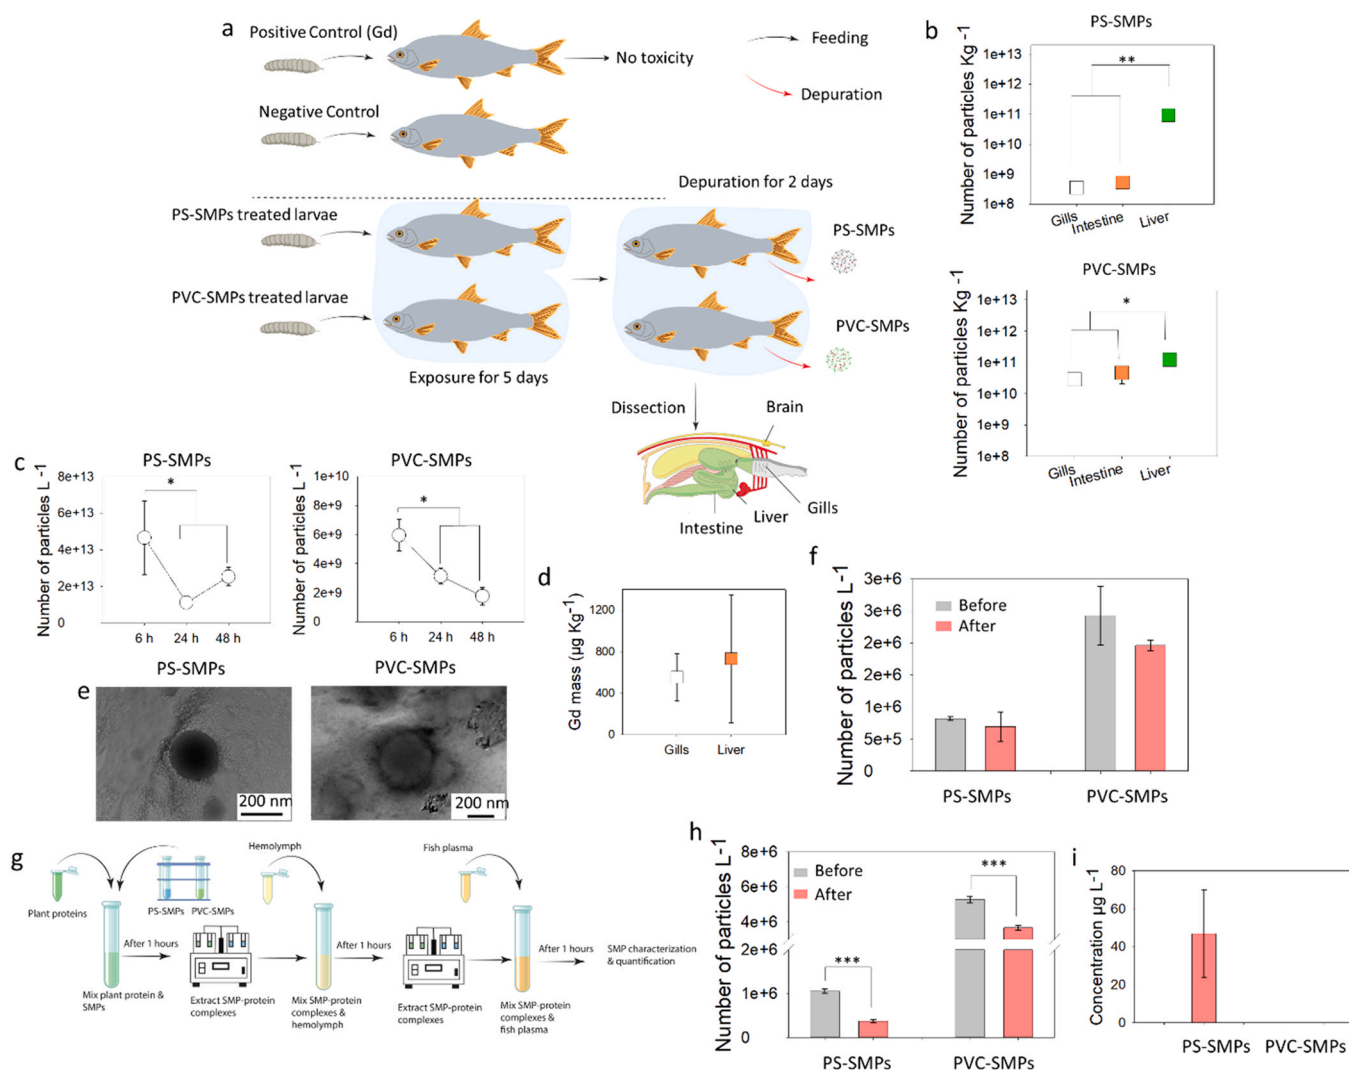 a
Positive Control (Gd)
No toxicity
Feeding
Depuration
Negative Control
Depuration for 2 days
PS-SMPs treated larvae
PS-SMPs
PVC-SMPs treated larvae
PVC-SMPs
Exposure for 5 days
Dissection
Brain
Gills
Liver
Intestine
b
PS-SMPs
Number of particles Kg-1
1e+13
1e+12
1e+11
1e+10
1e+9
1e+8
**
Gills
Intestine
Liver
PVC-SMPs
Number of particles Kg-1
1e+13
1e+12
1e+11
1e+10
1e+9
1e+8
*
Gills
Intestine
Liver
c
PS-SMPs
Number of particles L-1
8e+13
6e+13
4e+13
2e+13
0
*
6 h
24 h
48 h
PVC-SMPs
Number of particles L-1
1e+10
8e+9
6e+9
4e+9
2e+9
0
*
6 h
24 h
48 h
d
Gd mass (µg Kg-1)
1200
800
400
0
Gills
Liver
e
PS-SMPs
200 nm
PVC-SMPs
200 nm
f
Number of particles L-1
3e+6
3e+6
2e+6
2e+6
8e+5
5e+5
0
Before
After
PS-SMPs
PVC-SMPs
g
Plant proteins
PS-SMPs
PVC-SMPs
Mix plant protein &
SMPs
After 1 hours
Extract SMP-protein
complexes
Hemolymph
Mix SMP-protein
complexes &
hemolymph
After 1 hours
Extract SMP-protein
complexes
Fish plasma
Mix SMP-protein
complexes &
fish plasma
After 1 hours
SMP characterization
& quantification
h
Number of particles L-1
8e+6
6e+6
4e+6
2e+6
2e+6
1e+6
0
Before
After
***
***
PS-SMPs
PVC-SMPs
i
Concentration µg L-1
80
60
40
20
0
PS-SMPs
PVC-SMPs